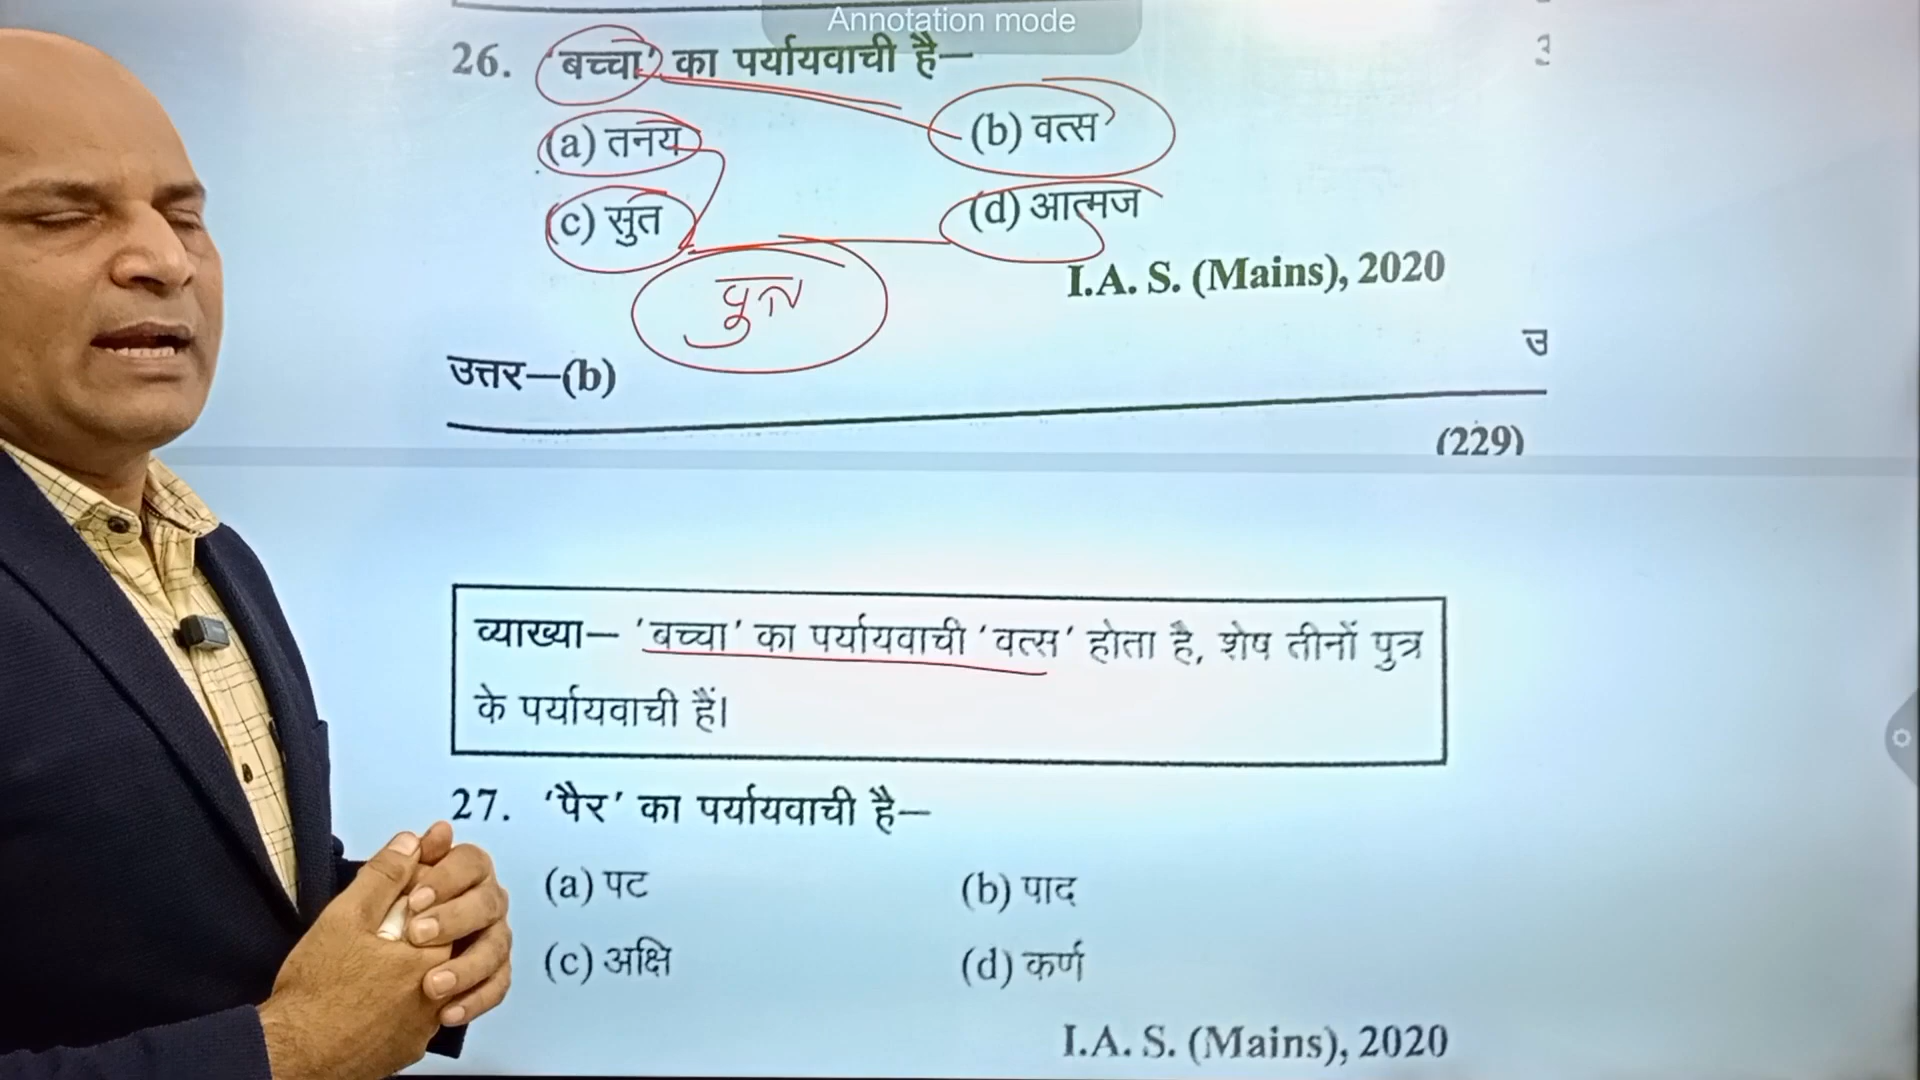 Annotation mode
26. 'बच्चा' का पर्यायवाची है—
(a) तनय (b) वत्स
(c) सुत (d) आत्मज
पुत्र
I.A. S. (Mains), 2020
उत्तर—(b)
उ
(229)
व्याख्या— 'बच्चा' का पर्यायवाची 'वत्स' होता है, शेष तीनों पुत्र
के पर्यायवाची हैं।
27. 'पैर' का पर्यायवाची है—
(a) पट (b) पाद
(c) अक्षि (d) कर्ण
I.A. S. (Mains), 2020